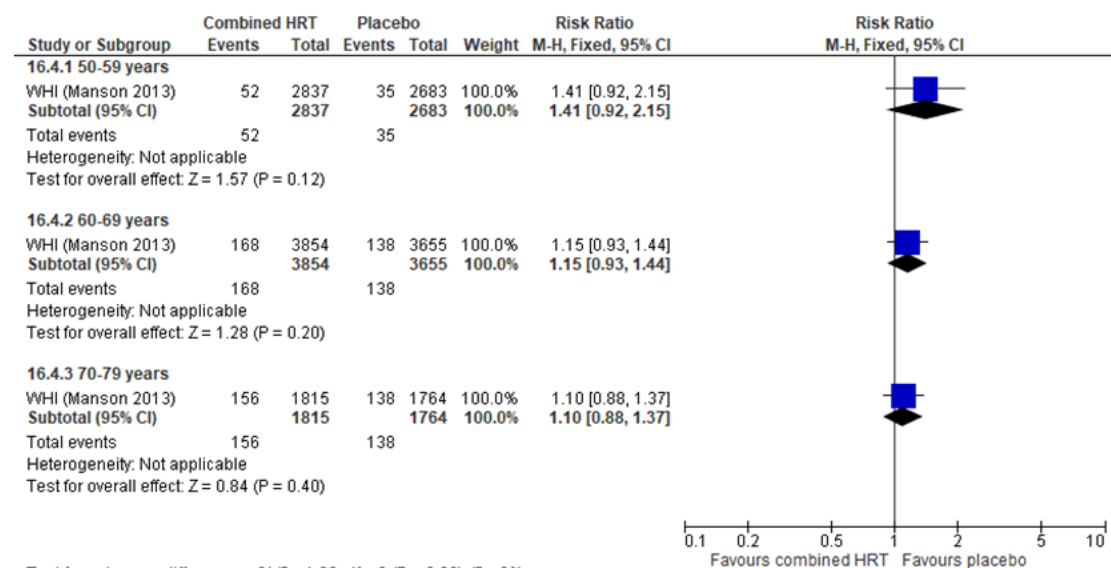 Combined HRT Placebo Risk Ratio Risk Ratio
Study or Subgroup Events Total Events Total Weight M-H, Fixed, 95% CI M-H, Fixed, 95% CI
16.4.1 50-59 years
WHI (Manson 2013) 52 2837 35 2683 100.0% 1.41 [0.92, 2.15]
Subtotal (95% CI) 2837 2683 100.0% 1.41 [0.92, 2.15]
Total events 52 35
Heterogeneity: Not applicable
Test for overall effect: Z = 1.57 (P = 0.12)
16.4.2 60-69 years
WHI (Manson 2013) 168 3854 138 3655 100.0% 1.15 [0.93, 1.44]
Subtotal (95% CI) 3854 3655 100.0% 1.15 [0.93, 1.44]
Total events 168 138
Heterogeneity: Not applicable
Test for overall effect: Z = 1.28 (P = 0.20)
16.4.3 70-79 years
WHI (Manson 2013) 156 1815 138 1764 100.0% 1.10 [0.88, 1.37]
Subtotal (95% CI) 1815 1764 100.0% 1.10 [0.88, 1.37]
Total events 156 138
Heterogeneity: Not applicable
Test for overall effect: Z = 0.84 (P = 0.40)
0.1 0.2 0.5 1 2 5 10
Favours combined HRT Favours placebo